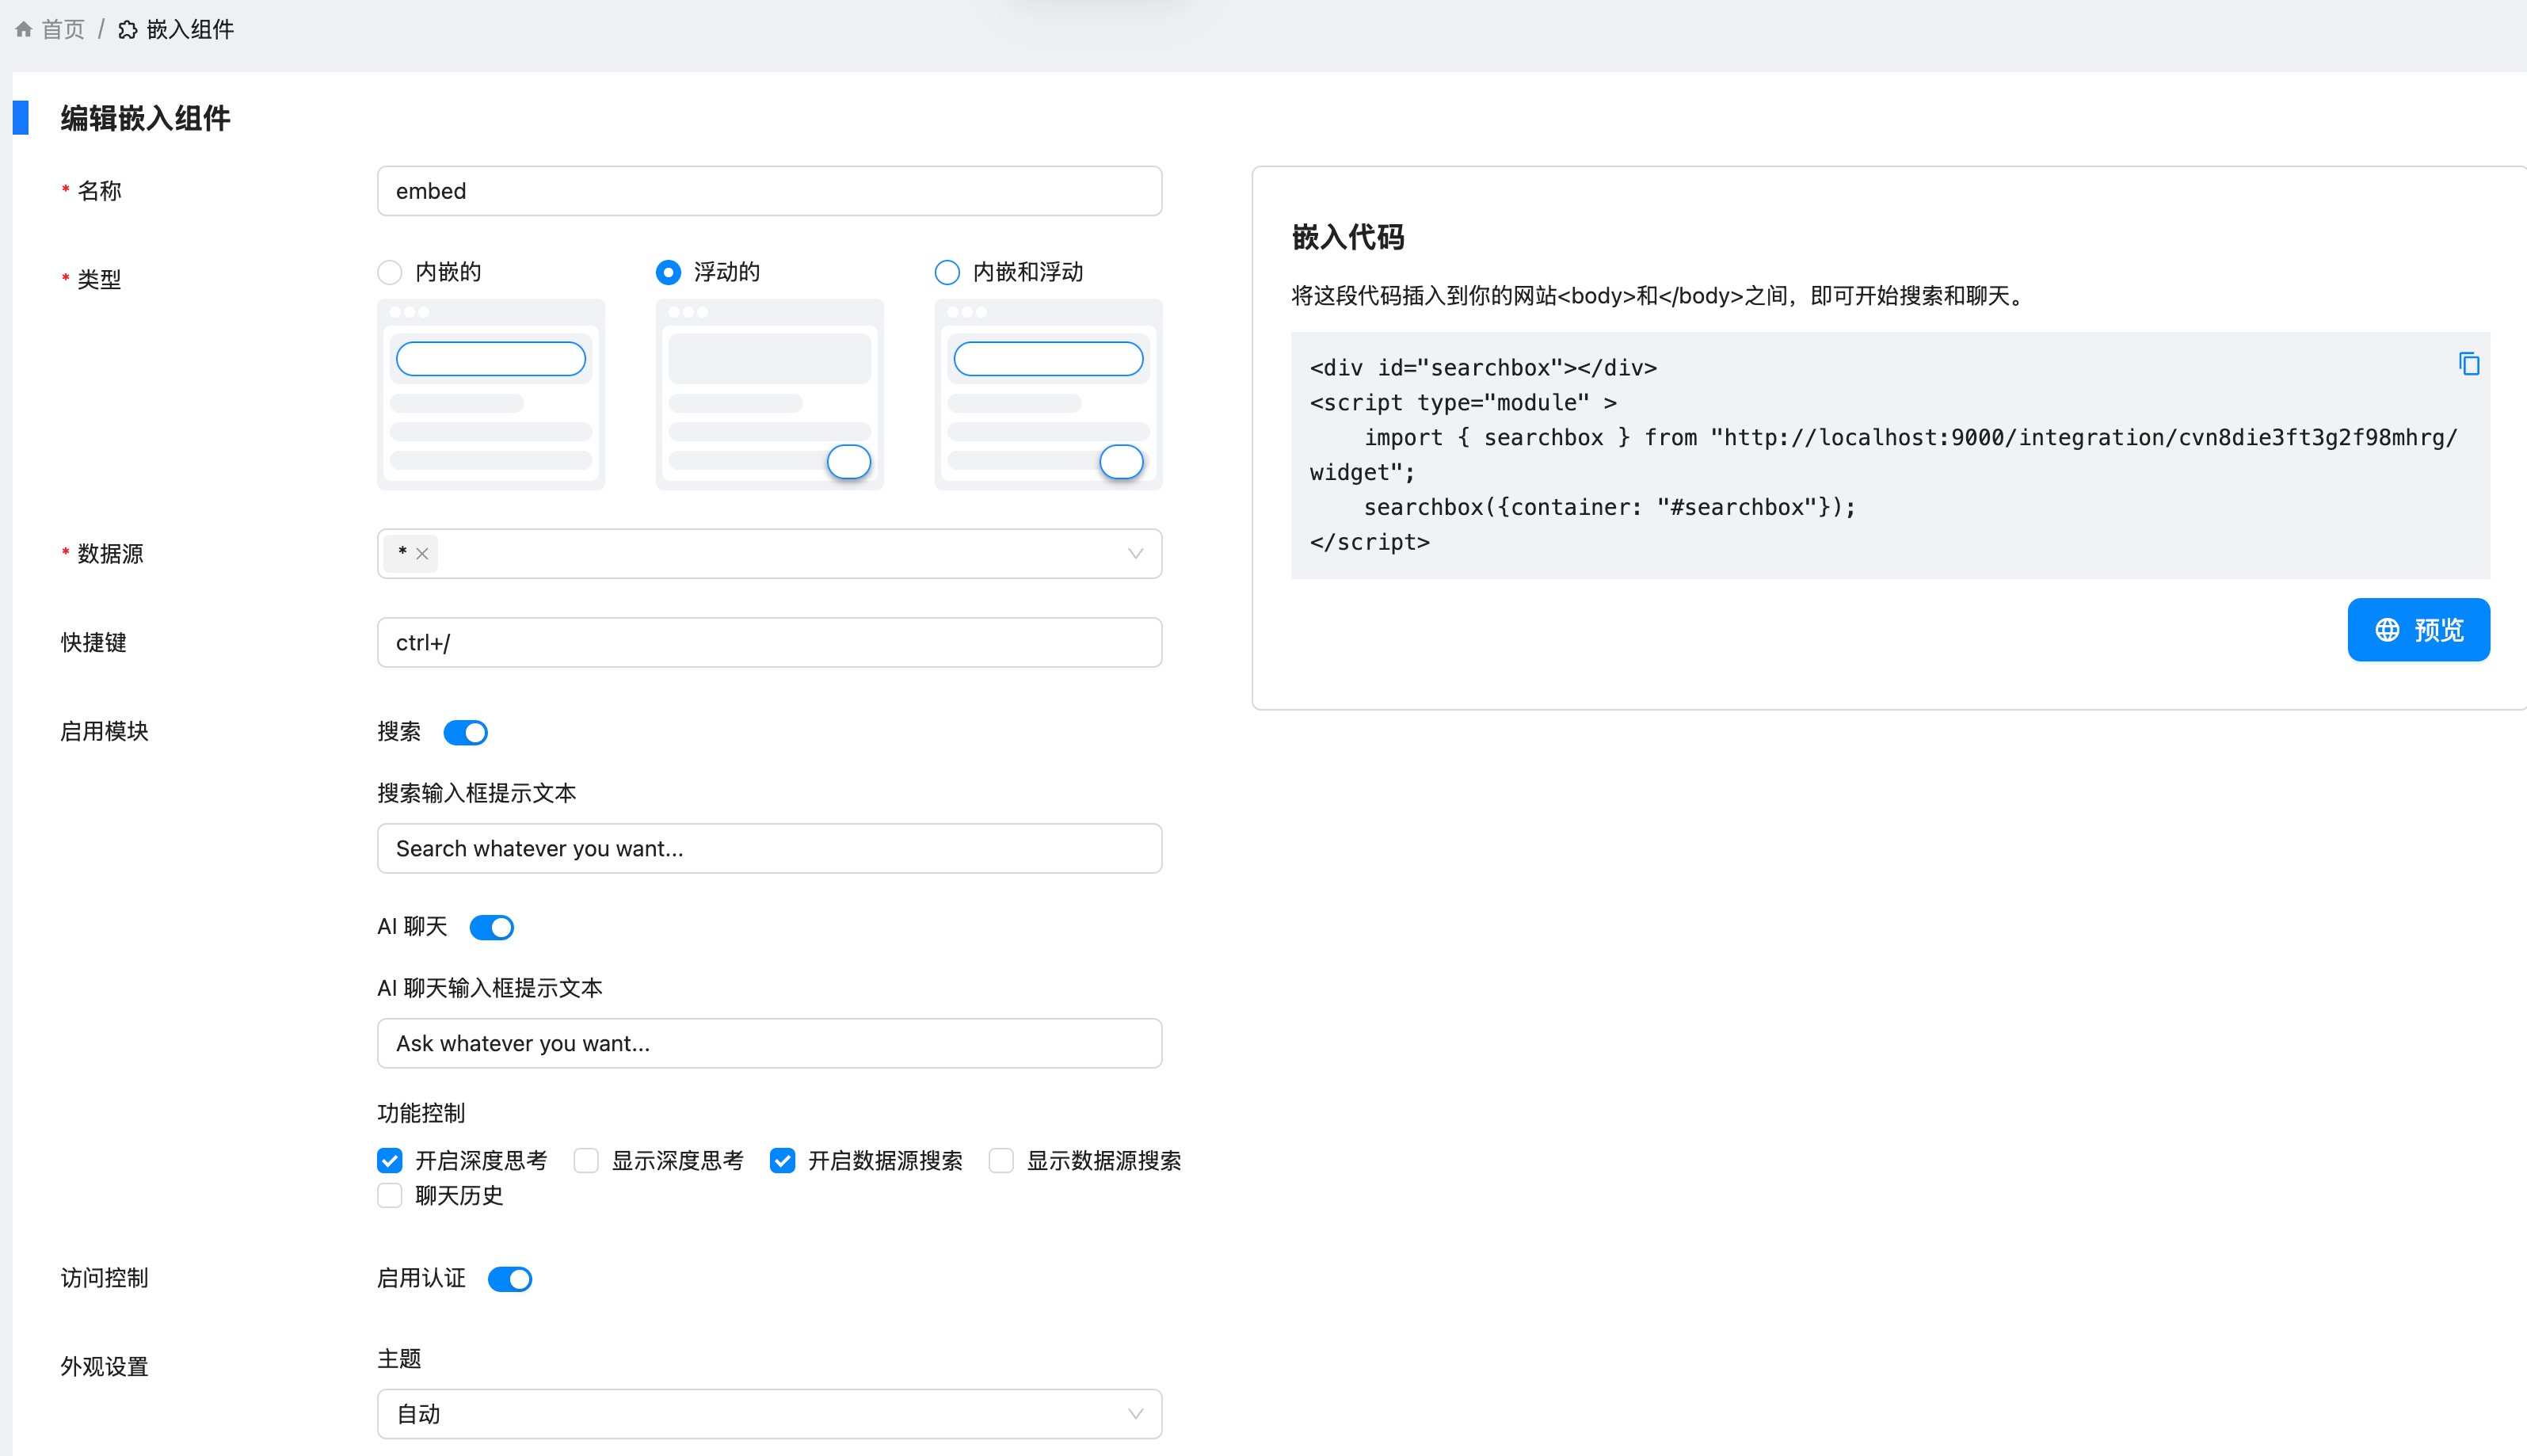 首页 / 嵌入组件
编辑嵌入组件
* 名称
embed
* 类型
内嵌的
浮动的
内嵌和浮动
* 数据源
*
快捷键
ctrl+/
启用模块
搜索
搜索输入框提示文本
Search whatever you want...
AI 聊天
AI 聊天输入框提示文本
Ask whatever you want...
功能控制
开启深度思考 显示深度思考 开启数据源搜索 显示数据源搜索
聊天历史
访问控制
启用认证
外观设置
主题
自动
嵌入代码
将这段代码插入到你的网站<body>和</body>之间，即可开始搜索和聊天。
<div id="searchbox"></div>
<script type="module" >
    import { searchbox } from "http://localhost:9000/integration/cvn8die3ft3g2f98mhrg/
widget";
    searchbox({container: "#searchbox"});
</script>
预览